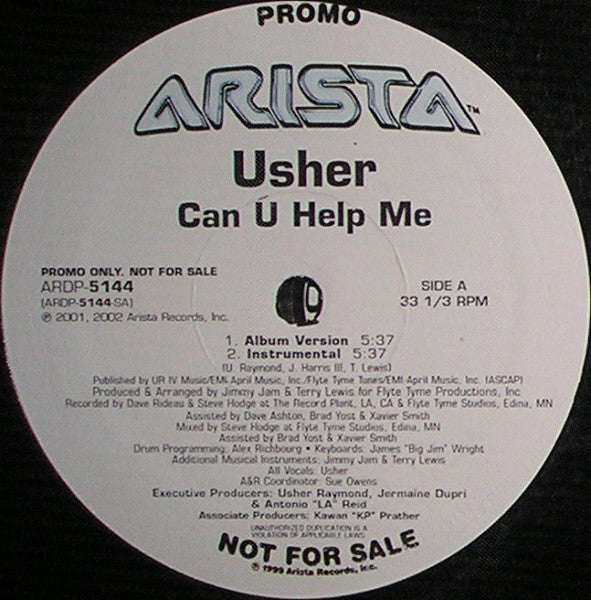 PROMO
ARISTA™
Usher
Can U Help Me
PROMO ONLY. NOT FOR SALE
ARDP-5144
(ARDP-5144-SA)
℗ 2001, 2002 Arista Records, Inc.
SIDE A
33 1/3 RPM
1. Album Version 5:37
2. Instrumental 5:37
(U. Raymond, J. Harris III, T. Lewis)
Published by UR IV Music/EMI April Music, Inc./Flyte Tyme Tunes/EMI April Music, Inc. (ASCAP)
Produced & Arranged by Jimmy Jam & Terry Lewis for Flyte Tyme Productions, Inc.
Recorded by Dave Rideau & Steve Hodge at The Record Plant, LA, CA & Flyte Tyme Studios, Edina, MN
Assisted by Dave Ashton, Brad Yost & Xavier Smith
Mixed by Steve Hodge at Flyte Tyme Studios, Edina, MN
Assisted by Brad Yost & Xavier Smith
Drum Programming: Alex Richbourg • Keyboards: James "Big Jim" Wright
Additional Musical Instruments: Jimmy Jam & Terry Lewis
All Vocals: Usher
A&R Coordinator: Sue Owens
Executive Producers: Usher Raymond, Jermaine Dupri
& Antonio "LA" Reid
Associate Producers: Kawan "KP" Prather
UNAUTHORIZED DUPLICATION IS A
VIOLATION OF APPLICABLE LAWS
NOT FOR SALE
℗ 1999 Arista Records, Inc.